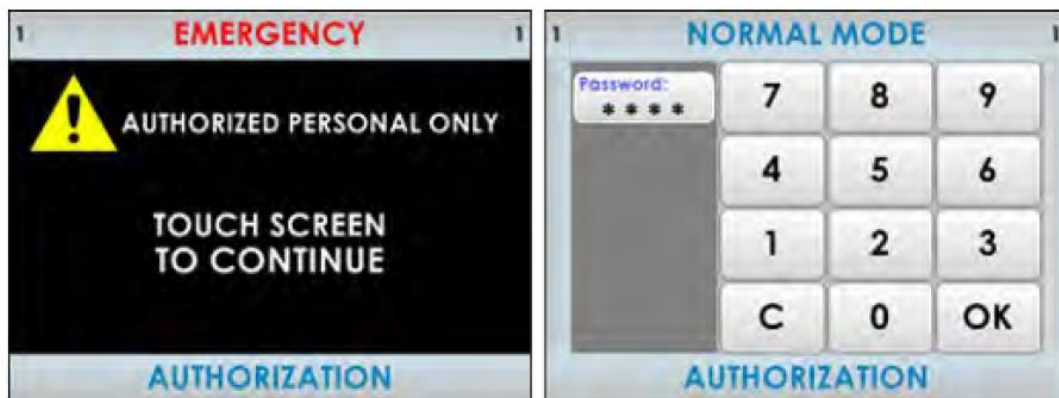 1 EMERGENCY 1
AUTHORIZED PERSONAL ONLY
TOUCH SCREEN
TO CONTINUE
AUTHORIZATION
1 NORMAL MODE 1
Password:
* * * *
7 8 9
4 5 6
1 2 3
C 0 OK
AUTHORIZATION